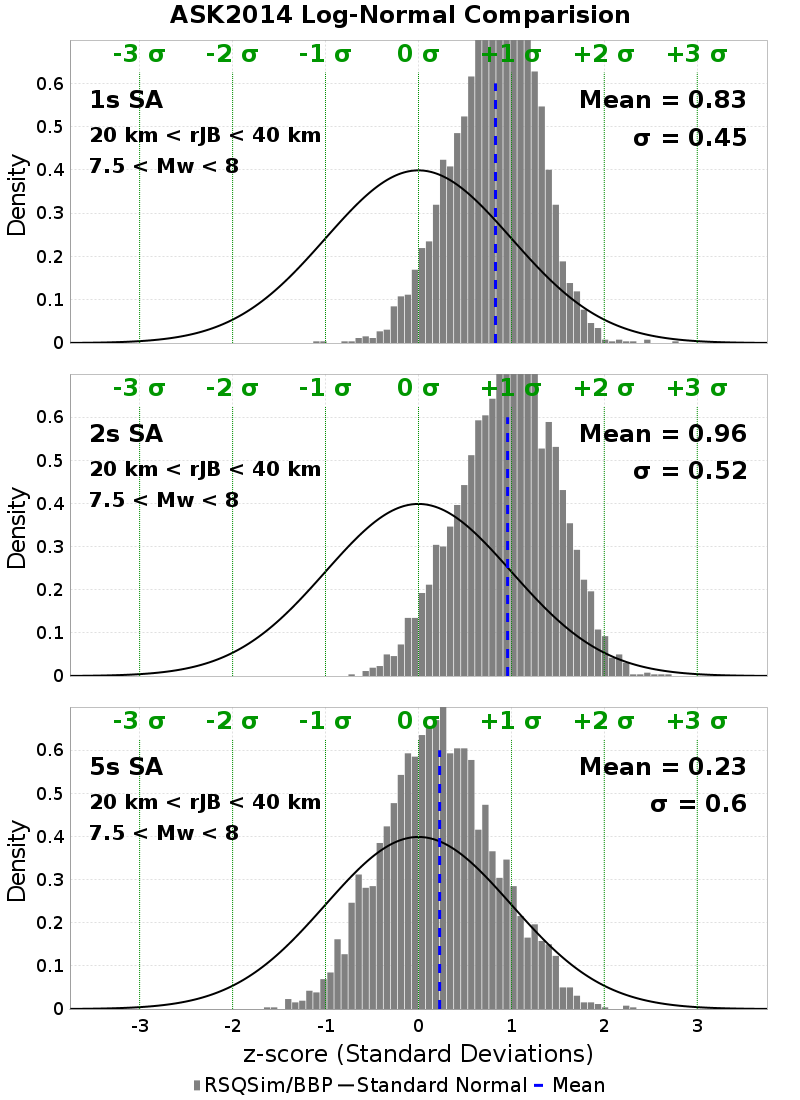 ASK2014 Log-Normal Comparision
-3 σ -2 σ -1 σ 0 σ +1 σ +2 σ +3 σ
0.6
1s SA
Mean = 0.83
0.5
20 km < rJB < 40 km
σ = 0.45
7.5 < Mw < 8
0.4
0.3
0.2
0.1
0
Density
-3 σ -2 σ -1 σ 0 σ +1 σ +2 σ +3 σ
0.6
2s SA
Mean = 0.96
0.5
20 km < rJB < 40 km
σ = 0.52
7.5 < Mw < 8
0.4
0.3
0.2
0.1
0
Density
-3 σ -2 σ -1 σ 0 σ +1 σ +2 σ +3 σ
0.6
5s SA
Mean = 0.23
0.5
20 km < rJB < 40 km
σ = 0.6
7.5 < Mw < 8
0.4
0.3
0.2
0.1
0
Density
-3 -2 -1 0 1 2 3
z-score (Standard Deviations)
RSQSim/BBP Standard Normal Mean